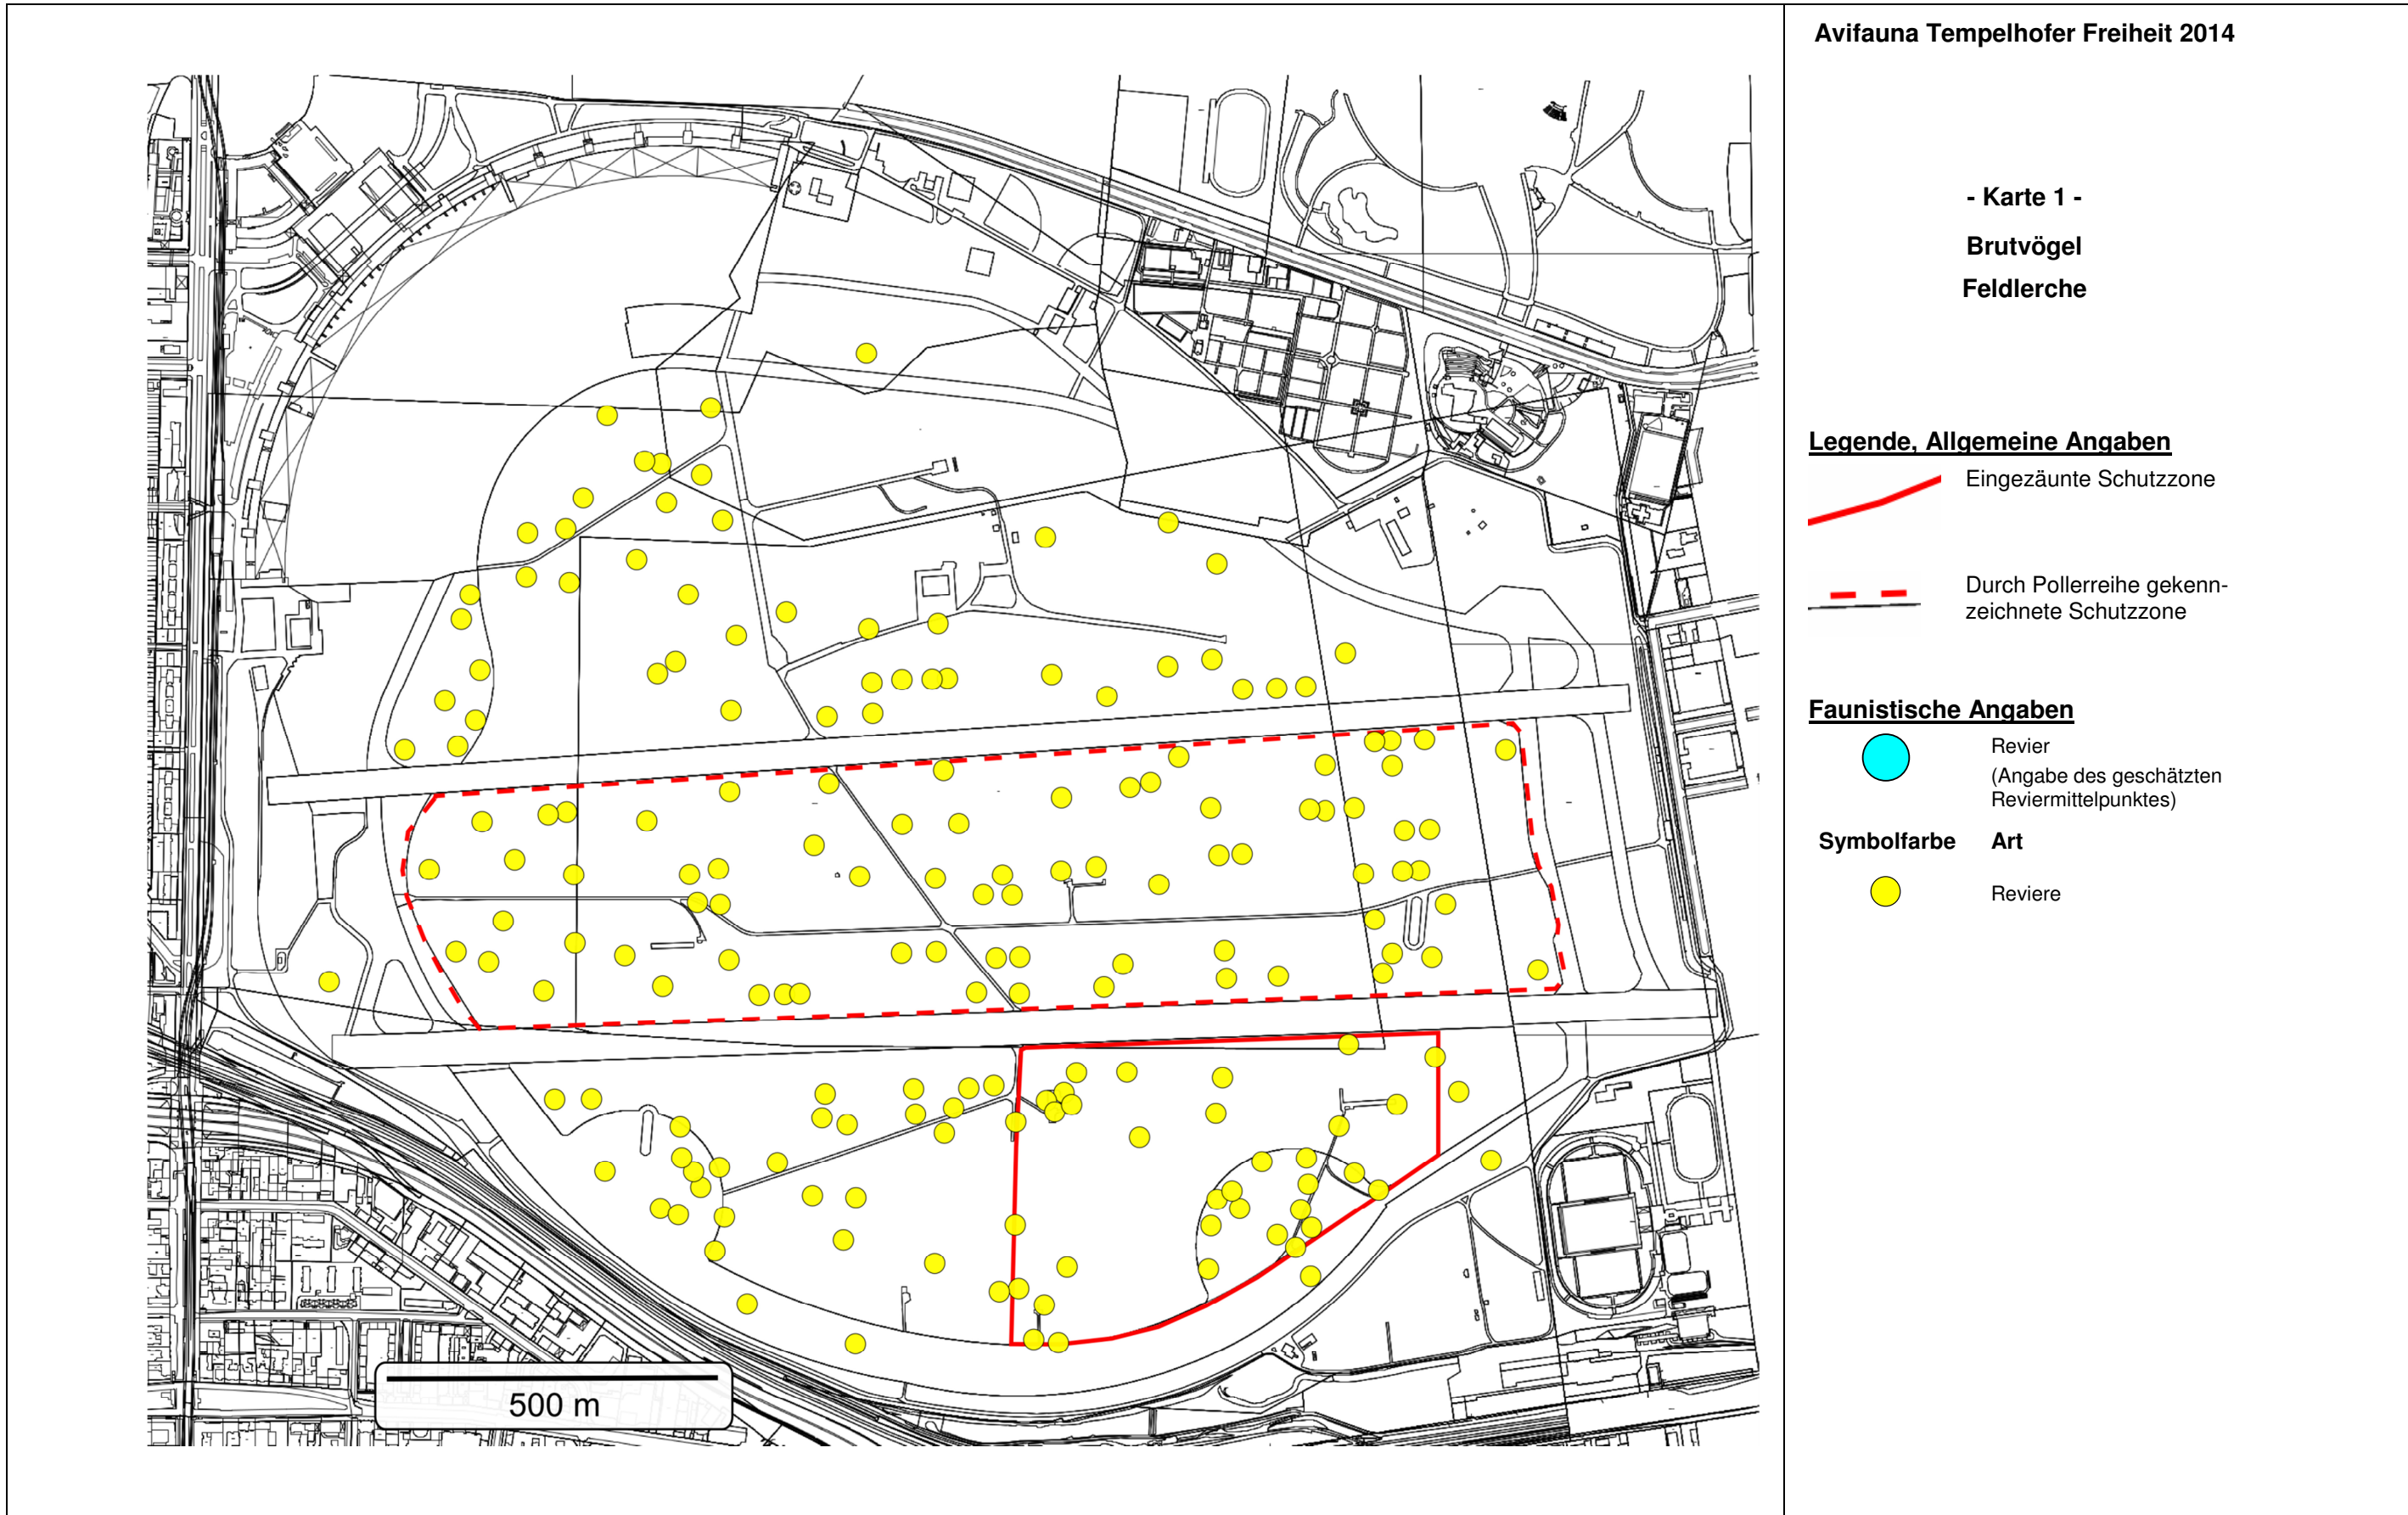 Avifauna Tempelhofer Freiheit 2014
- Karte 1 -
Brutvögel
Feldlerche
Legende, Allgemeine Angaben
Eingezäunte Schutzzone
Durch Pollerreihe gekenn-
zeichnete Schutzzone
Faunistische Angaben
Revier
(Angabe des geschätzten
Reviermittelpunktes)
Symbolfarbe Art
Reviere
500 m